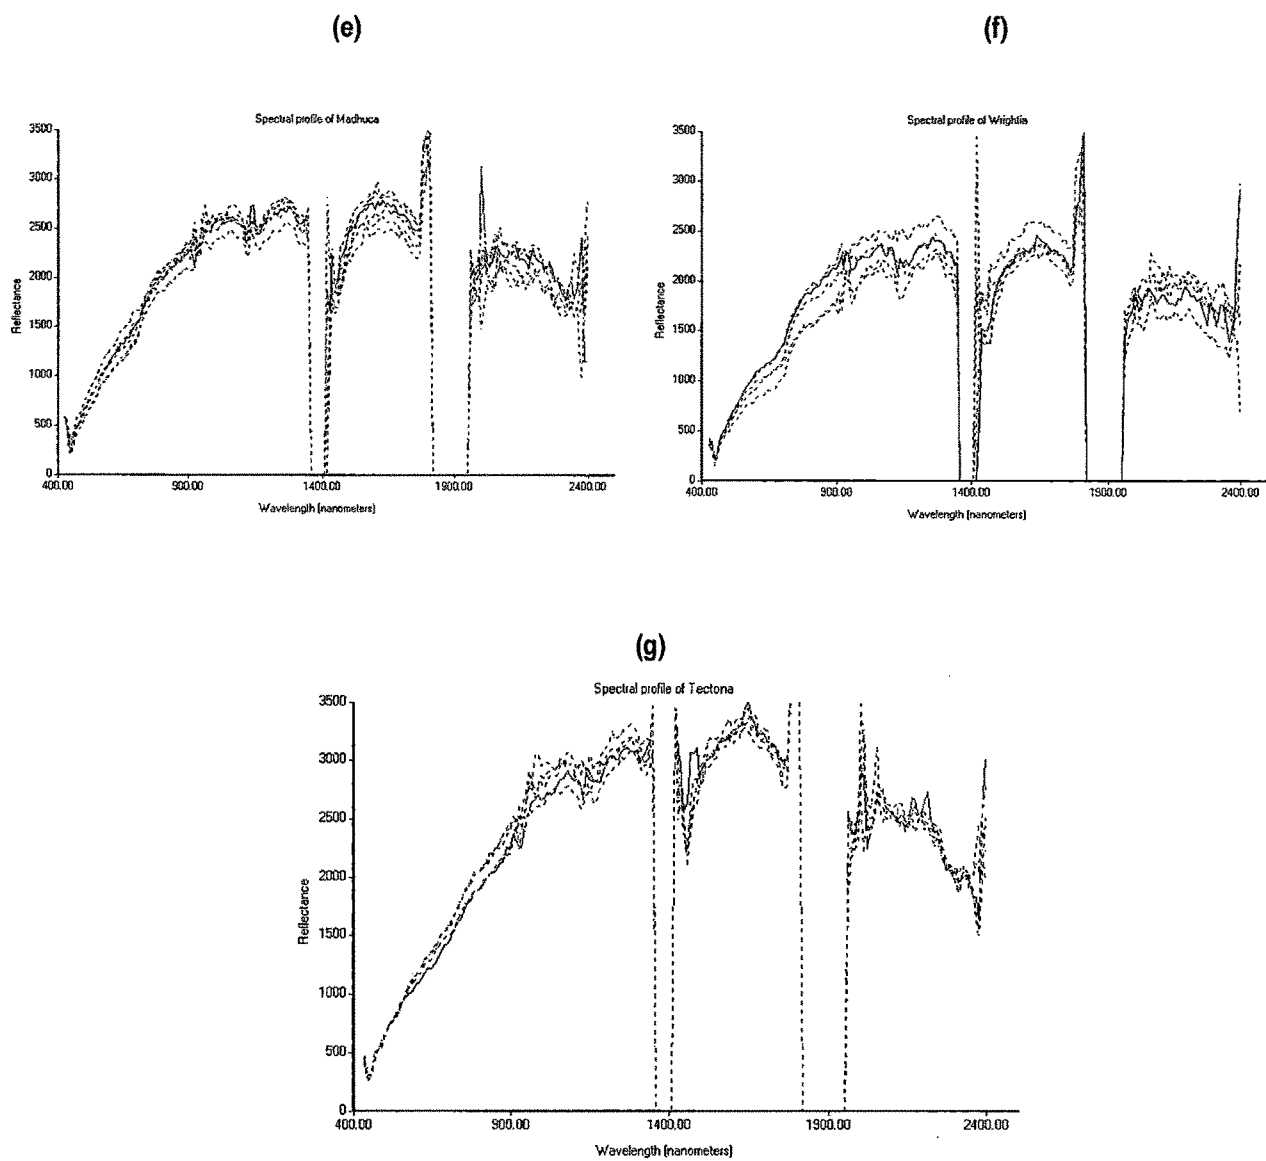 (e)
(f)
Spectral profile of Madhuca
3500
3000
2500
2000
1500
1000
500
0
Reflectance
400.00 900.00 1400.00 1900.00 2400.00
Wavelength (nanometers)
Spectral profile of Wrightia
3500
3000
2500
2000
1500
1000
500
0
Reflectance
400.00 900.00 1400.00 1900.00 2400.00
Wavelength (nanometers)
(g)
Spectral profile of Tectona
3500
3000
2500
2000
1500
1000
500
0
Reflectance
400.00 900.00 1400.00 1900.00 2400.00
Wavelength (nanometers)